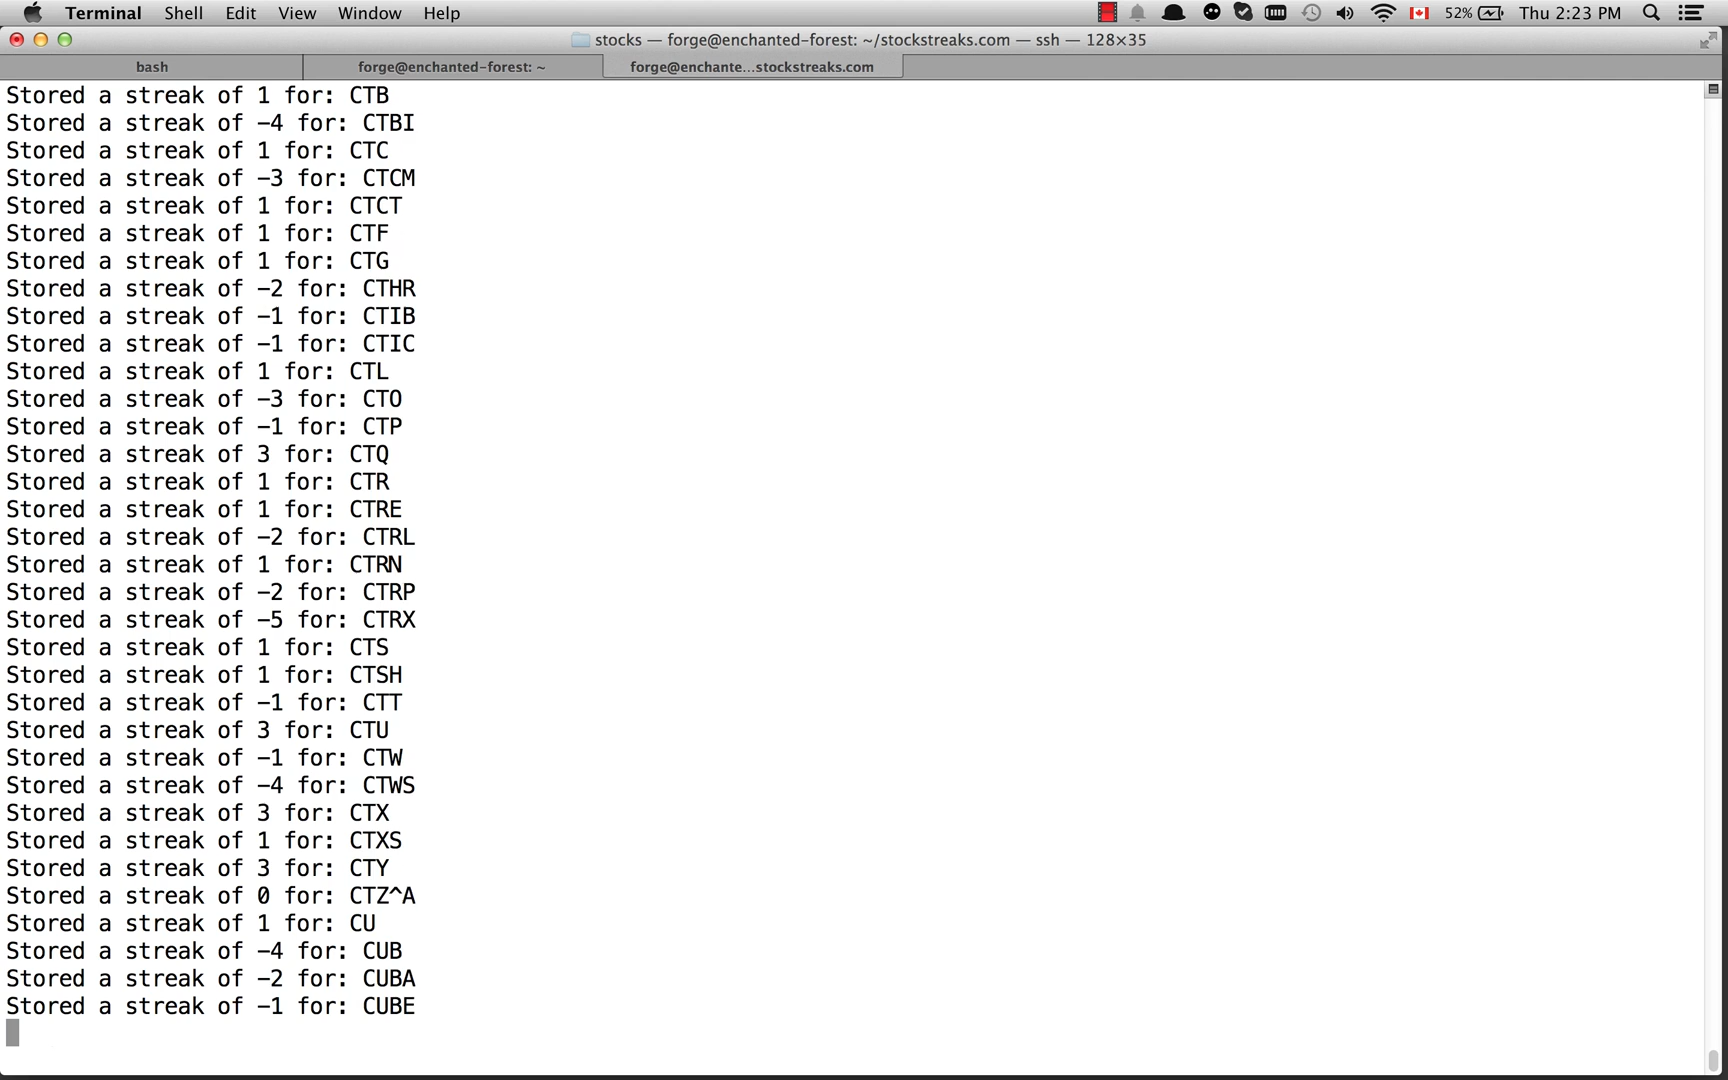 Terminal Shell Edit View Window Help 52% Thu 2:23 PM
stocks — forge@enchanted-forest: ~/stockstreaks.com — ssh — 128×35
bash forge@enchanted-forest: ~ forge@enchante...stockstreaks.com
Stored a streak of 1 for: CTB
Stored a streak of -4 for: CTBI
Stored a streak of 1 for: CTC
Stored a streak of -3 for: CTCM
Stored a streak of 1 for: CTCT
Stored a streak of 1 for: CTF
Stored a streak of 1 for: CTG
Stored a streak of -2 for: CTHR
Stored a streak of -1 for: CTIB
Stored a streak of -1 for: CTIC
Stored a streak of 1 for: CTL
Stored a streak of -3 for: CTO
Stored a streak of -1 for: CTP
Stored a streak of 3 for: CTQ
Stored a streak of 1 for: CTR
Stored a streak of 1 for: CTRE
Stored a streak of -2 for: CTRL
Stored a streak of 1 for: CTRN
Stored a streak of -2 for: CTRP
Stored a streak of -5 for: CTRX
Stored a streak of 1 for: CTS
Stored a streak of 1 for: CTSH
Stored a streak of -1 for: CTT
Stored a streak of 3 for: CTU
Stored a streak of -1 for: CTW
Stored a streak of -4 for: CTWS
Stored a streak of 3 for: CTX
Stored a streak of 1 for: CTXS
Stored a streak of 3 for: CTY
Stored a streak of 0 for: CTZ^A
Stored a streak of 1 for: CU
Stored a streak of -4 for: CUB
Stored a streak of -2 for: CUBA
Stored a streak of -1 for: CUBE